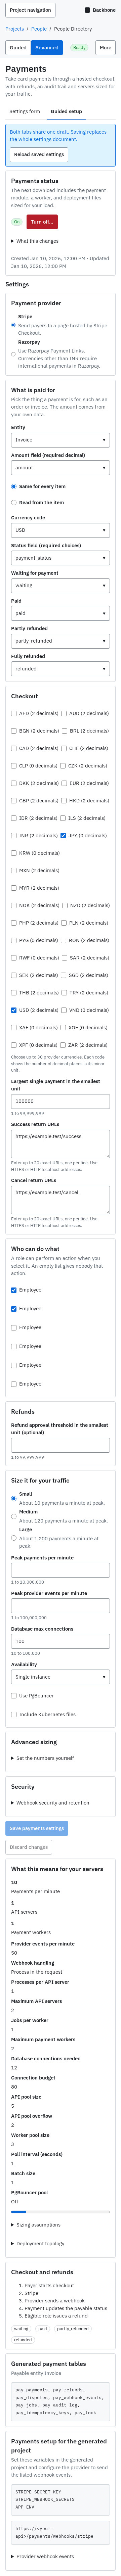 Project navigation
Backbone
Projects / People / People Directory
Guided
Advanced
Ready
More
Payments
Take payments through a hosted checkout,
with refunds, an audit trail and a servers sized
for your traffic.
Settings form
Guided setup
Both tabs share one draft. Saving replaces
the whole settings document.
Reload saved settings
Payments status
The next download includes the payment
module, a worker, and deployment files
sized for your load.
On
Turn off...
What this changes
Created Jan 10, 2026, 12:00 PM · Updated
Jan 10, 2026, 12:00 PM
Settings
Payment provider
Stripe
Send payers to a page hosted by Stripe
Checkout.
Razorpay
Use Razorpay Payment Links.
Currencies other than INR require
international payments in Razorpay.
What is paid for
Pick the thing a payment is for, such as an
order or invoice. The amount comes from
your own data.
Entity
Invoice
Amount field (required decimal)
amount
Same for every item
Read from the item
Currency code
USD
Status field (required choices)
payment_status
Waiting for payment
waiting
Paid
paid
Partly refunded
partly_refunded
Fully refunded
refunded
Checkout
AED (2 decimals) AUD (2 decimals)
BGN (2 decimals) BRL (2 decimals)
CAD (2 decimals) CHF (2 decimals)
CLP (0 decimals) CZK (2 decimals)
DKK (2 decimals) EUR (2 decimals)
GBP (2 decimals) HKD (2 decimals)
IDR (2 decimals) ILS (2 decimals)
INR (2 decimals) JPY (0 decimals)
KRW (0 decimals)
MXN (2 decimals)
MYR (2 decimals)
NOK (2 decimals) NZD (2 decimals)
PHP (2 decimals) PLN (2 decimals)
PYG (0 decimals) RON (2 decimals)
RWF (0 decimals) SAR (2 decimals)
SEK (2 decimals) SGD (2 decimals)
THB (2 decimals) TRY (2 decimals)
USD (2 decimals) VND (0 decimals)
XAF (0 decimals) XOF (0 decimals)
XPF (0 decimals) ZAR (2 decimals)
Choose up to 20 provider currencies. Each code
shows the number of decimal places in its minor
unit.
Largest single payment in the smallest
unit
100000
1 to 99,999,999
Success return URLs
https://example.test/success
Enter up to 20 exact URLs, one per line. Use
HTTPS or HTTP localhost addresses.
Cancel return URLs
https://example.test/cancel
Enter up to 20 exact URLs, one per line. Use
HTTPS or HTTP localhost addresses.
Who can do what
A role can perform an action when you
select it. An empty list gives nobody that
action.
Employee
Employee
Employee
Employee
Employee
Employee
Refunds
Refund approval threshold in the smallest
unit (optional)
1 to 99,999,999
Size it for your traffic
Small
About 10 payments a minute at peak.
Medium
About 120 payments a minute at peak.
Large
About 1,200 payments a minute at
peak.
Peak payments per minute
1 to 10,000,000
Peak provider events per minute
1 to 100,000,000
Database max connections
100
10 to 100,000
Availability
Single instance
Use PgBouncer
Include Kubernetes files
Advanced sizing
Set the numbers yourself
Security
Webhook security and retention
Save payments settings
Discard changes
What this means for your servers
10
Payments per minute
1
API servers
1
Payment workers
Provider events per minute
50
Webhook handling
Process in the request
Processes per API server
1
Maximum API servers
2
Jobs per worker
1
Maximum payment workers
2
Database connections needed
12
Connection budget
80
API pool size
5
API pool overflow
2
Worker pool size
3
Poll interval (seconds)
1
Batch size
1
PgBouncer pool
Off
Sizing assumptions
Deployment topology
Checkout and refunds
1. Payer starts checkout
2. Stripe
3. Provider sends a webhook
4. Payment updates the payable status
5. Eligible role issues a refund
waiting paid partly_refunded
refunded
Generated payment tables
Payable entity Invoice
pay_payments, pay_refunds,
pay_disputes, pay_webhook_events,
pay_jobs, pay_audit_log,
pay_idempotency_keys, pay_lock
Payments setup for the generated
project
Set these variables in the generated
project and configure the provider to post
to the listed webhook events.
STRIPE_SECRET_KEY
STRIPE_WEBHOOK_SECRETS
APP_ENV
https://<your-
api>/payments/webhooks/stripe
Provider webhook events